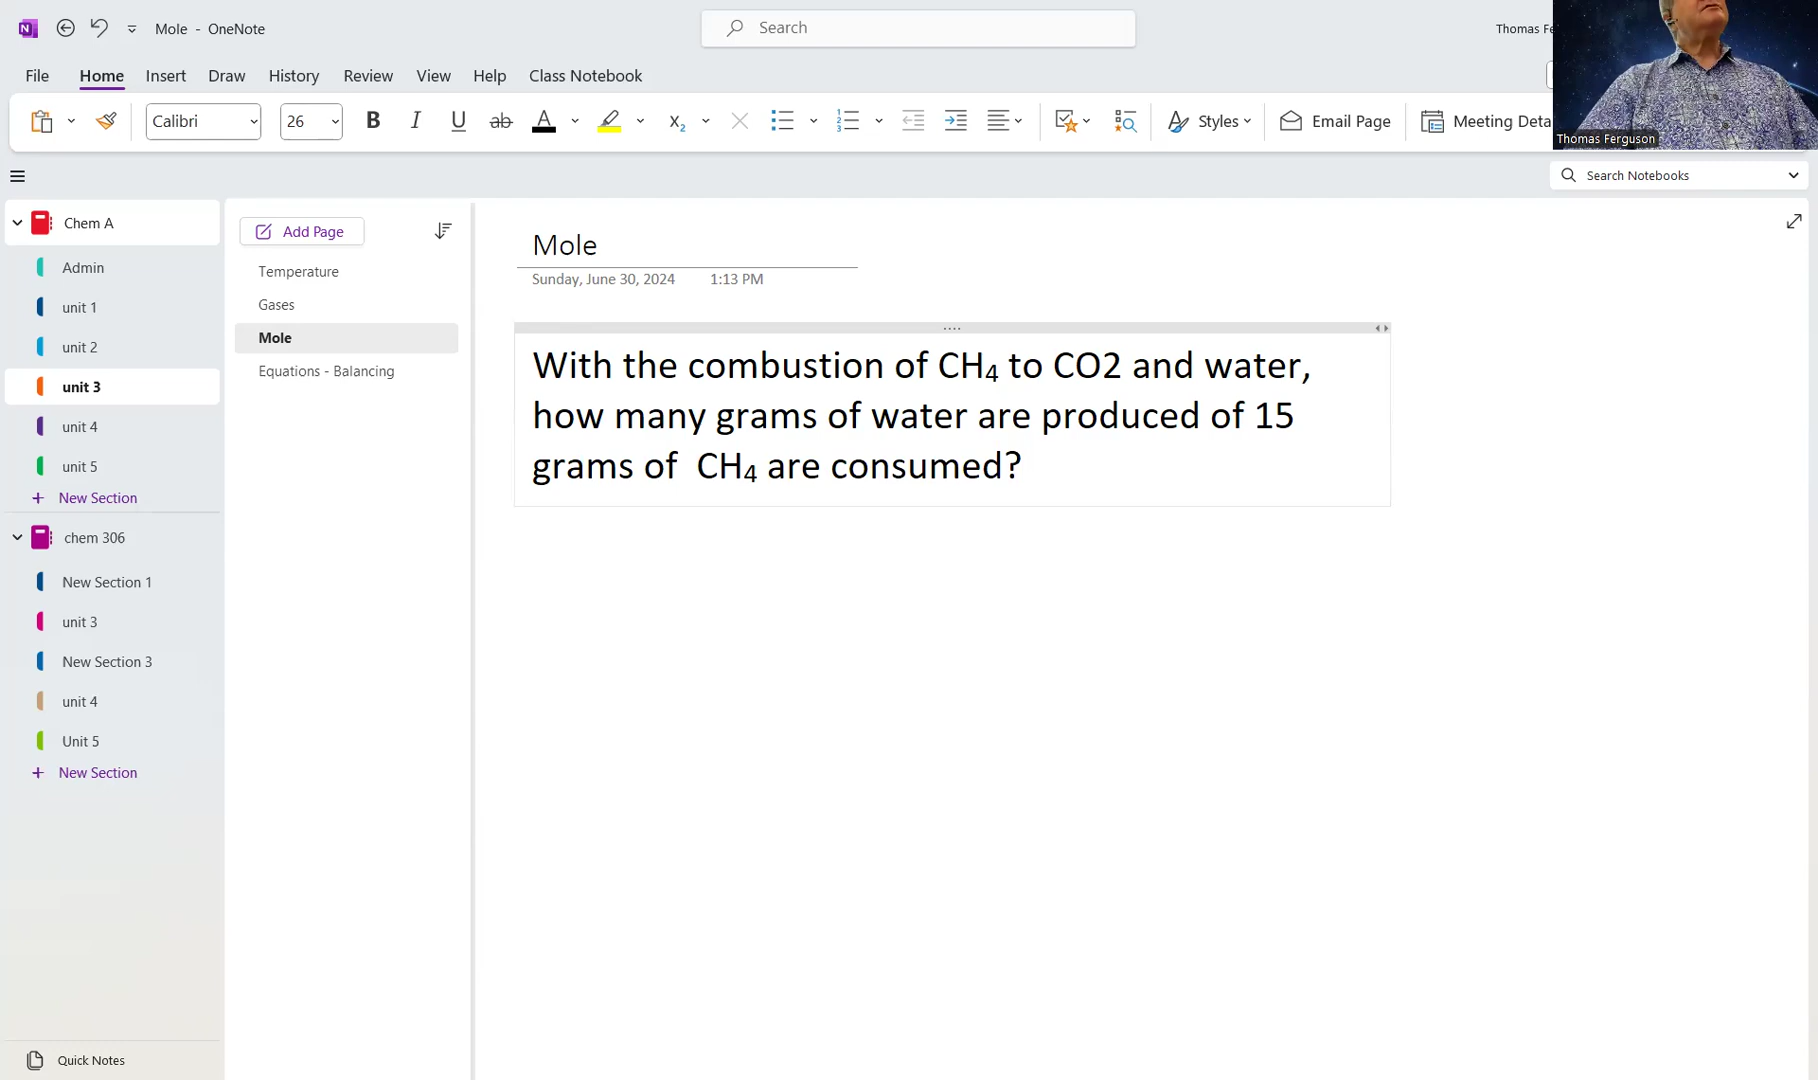 Mole - OneNote
Search
Thomas Fe
File Home Insert Draw History Review View Help Class Notebook
Calibri 26 B I U ab A X2 Styles Email Page Meeting Deta
Thomas Ferguson
Search Notebooks
Chem A
Admin
unit 1
unit 2
unit 3
unit 4
unit 5
+ New Section
chem 306
New Section 1
unit 3
New Section 3
unit 4
Unit 5
+ New Section
Quick Notes
Add Page
Temperature
Gases
Mole
Equations - Balancing
Mole
Sunday, June 30, 2024 1:13 PM
With the combustion of CH₄ to CO2 and water,
how many grams of water are produced of 15
grams of CH₄ are consumed?